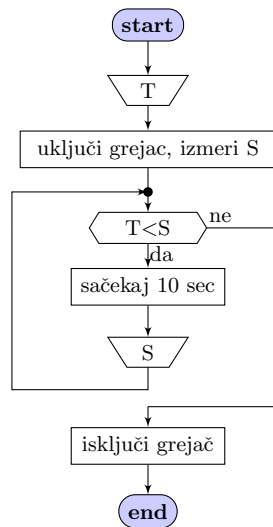 start
T
uključi grejac, izmeri S
T<S
ne
da
sačekaj 10 sec
S
isključi grejač
end